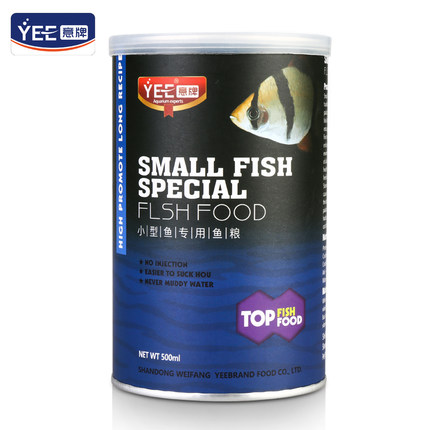 YEE 意牌
YEE 意牌
Aquarium experts
HIGH PROMOTE LONG RECIPE
SMALL FISH
SPECIAL
FLSH FOOD
小型鱼专用鱼粮
★ NO INJECTION
★ EASIER TO SUCK NOU
★ NEVER MUDDY WATER
TOP FISH
FOOD
NET WT 500ml
SHANDONG WEIFANG YEEBRAND FOOD CO., LTD.